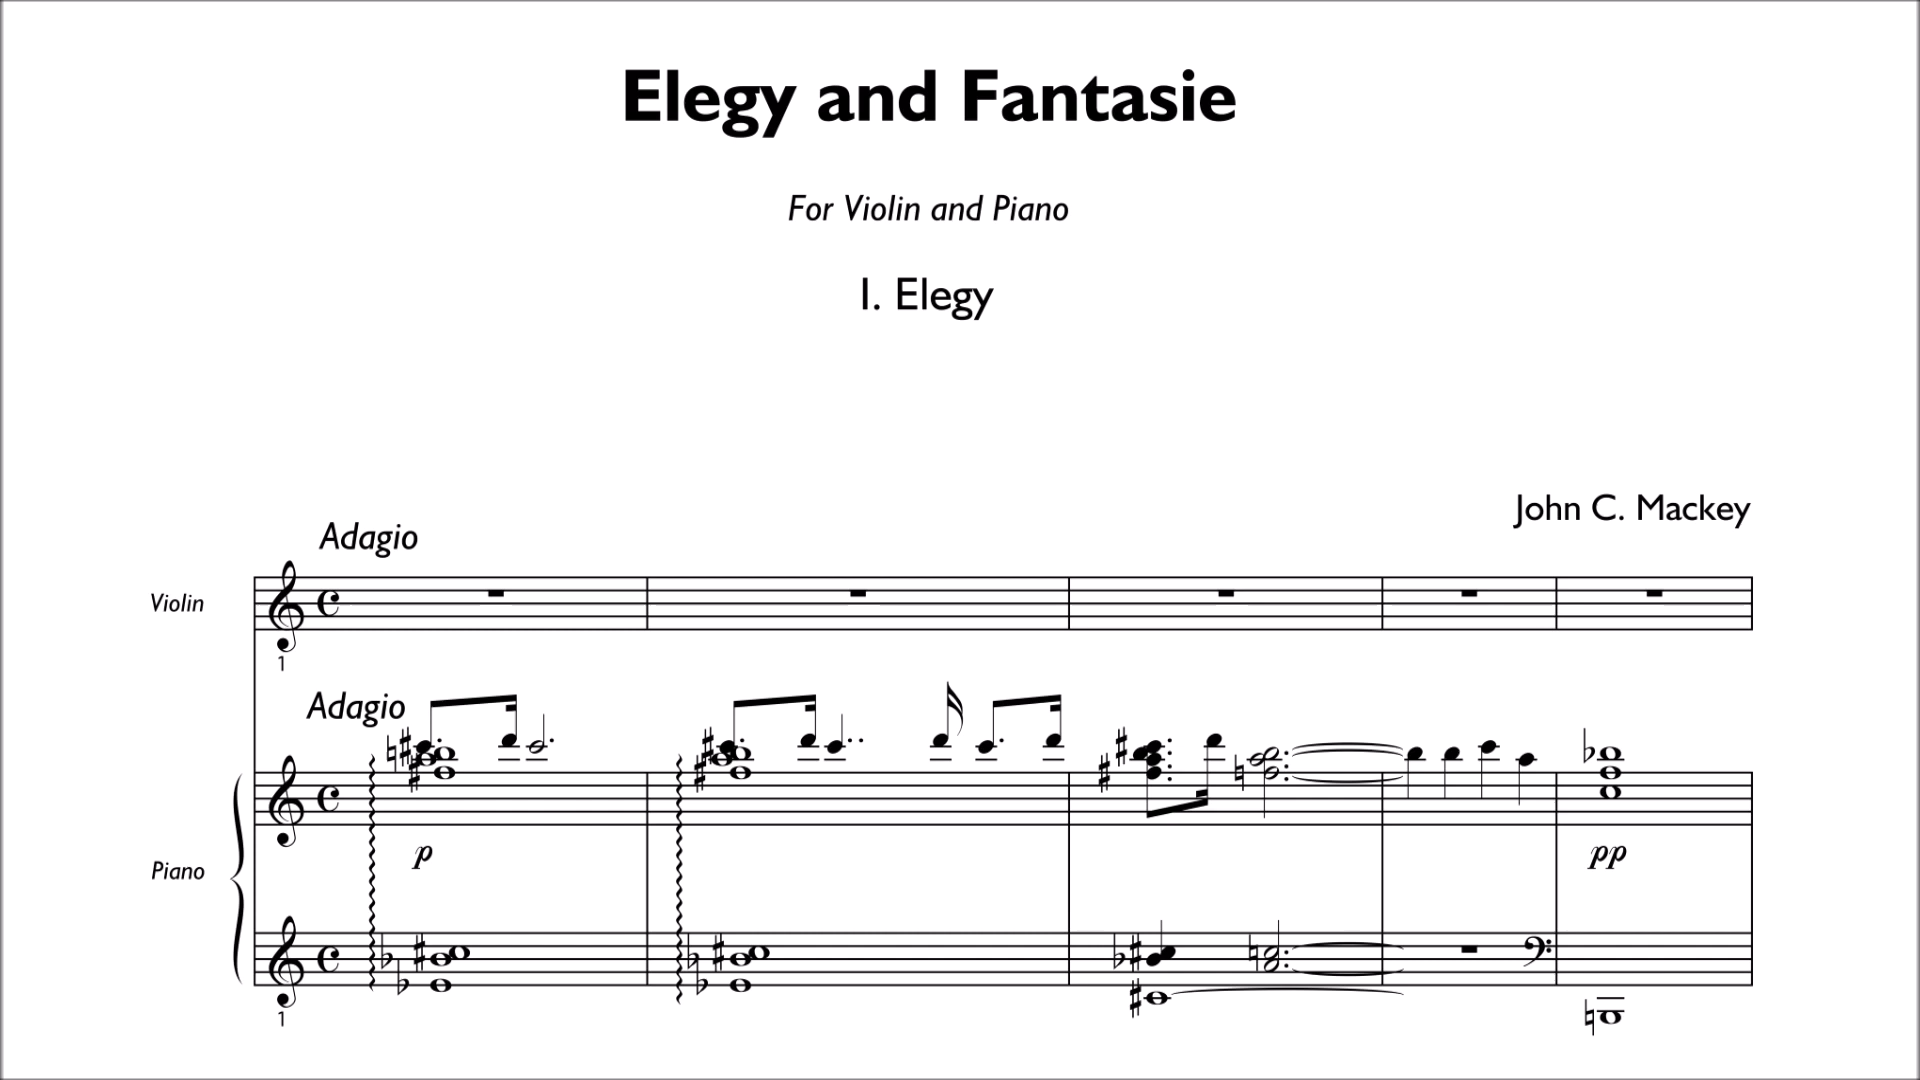 Elegy and Fantasie
For Violin and Piano
I. Elegy
John C. Mackey
Adagio
Violin
1
Adagio
p
pp
Piano
1